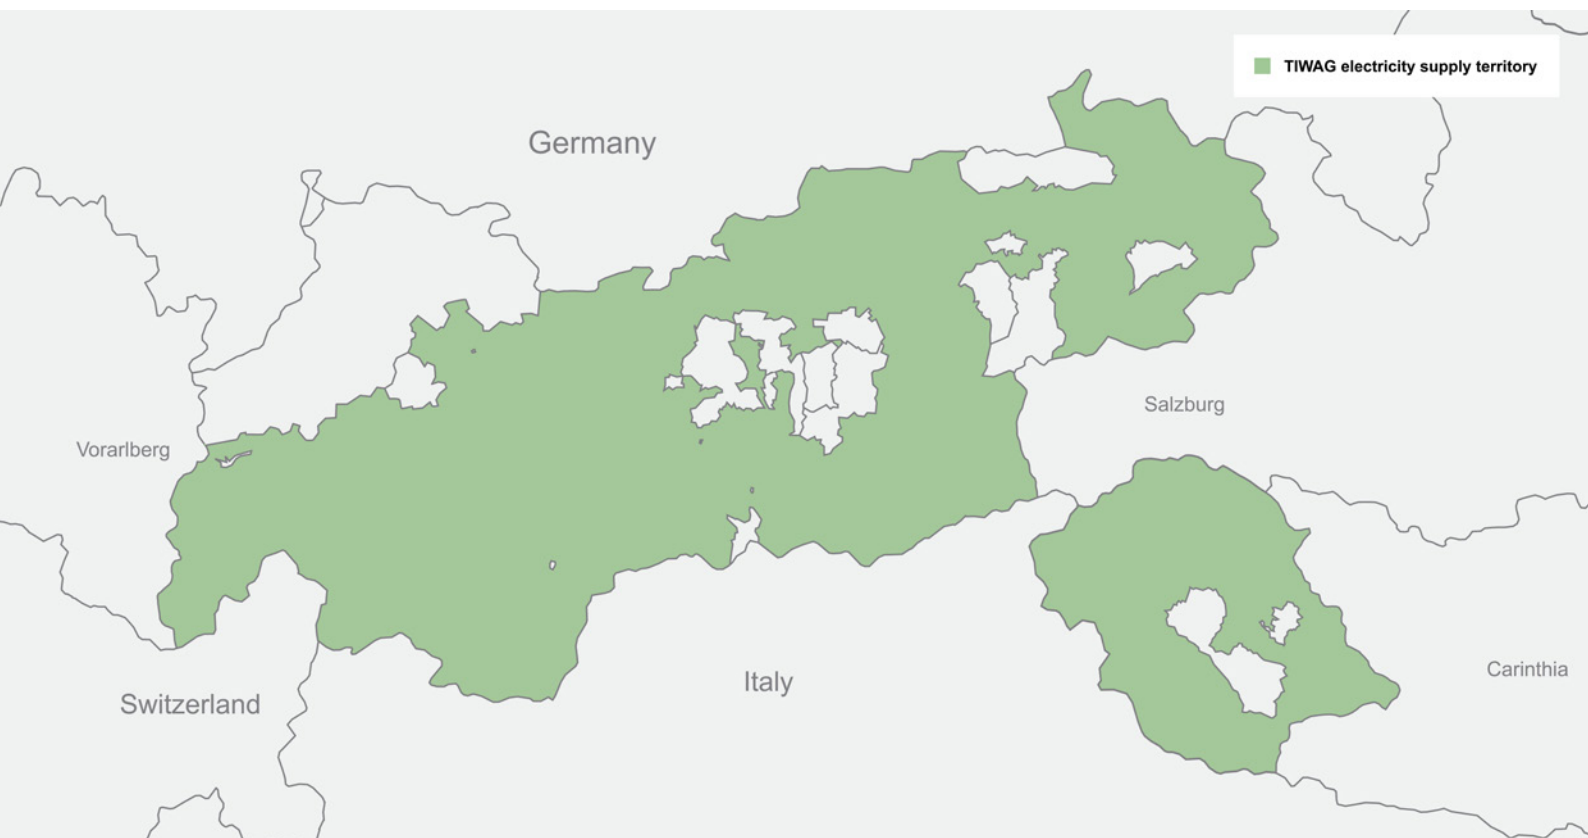 TIWAG electricity supply territory
Germany
Salzburg
Vorarlberg
Carinthia
Italy
Switzerland